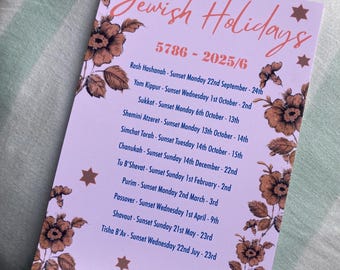 Jewish Holidays
5786 - 2025/6
Rosh Hashanah - Sunset Monday 22nd September - 24th
Yom Kippur - Sunset Wednesday 1st October - 2nd
Sukkot - Sunset Monday 6th October - 13th
Shemini Atzeret - Sunset Monday 13th October - 14th
Simchat Torah - Sunset Tuesday 14th October - 15th
Chanukah - Sunset Sunday 14th December - 22nd
Tu B'Shevat - Sunset Sunday 1st February - 2nd
Purim - Sunset Monday 2nd March - 3rd
Passover - Sunset Wednesday 1st April - 9th
Shavuot - Sunset Sunset Thursday 21st May - 23rd
Tisha B'Av - Sunset Wednesday 22nd July - 23rd